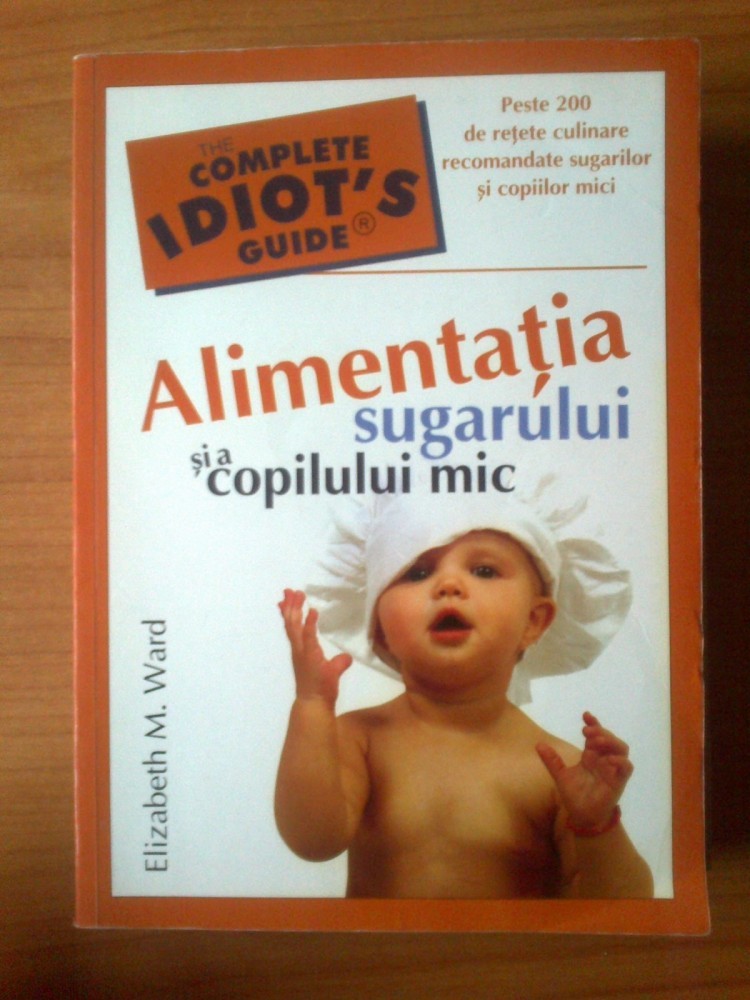 THE
COMPLETE
IDIOT'S
GUIDE®
Peste 200
de rețete culinare
recomandate sugarilor
și copiilor mici
Alimentația
sugarului
și a
copilului mic
Elizabeth M. Ward